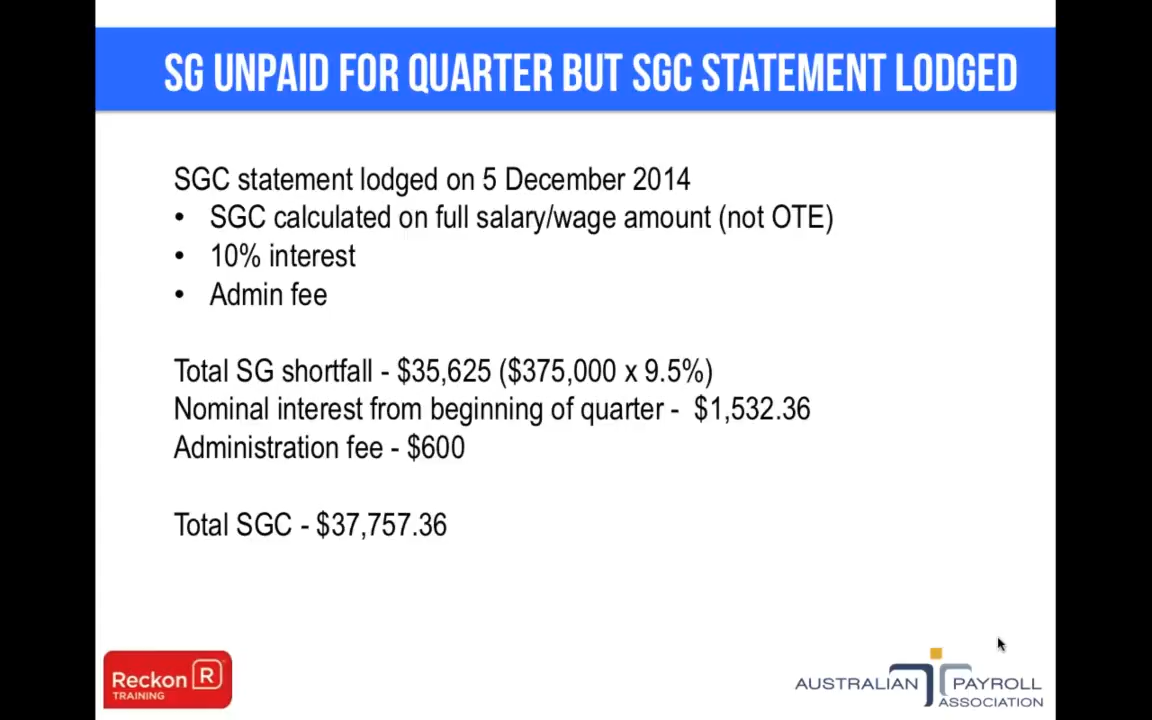 SG UNPAID FOR QUARTER BUT SGC STATEMENT LODGED
SGC statement lodged on 5 December 2014
• SGC calculated on full salary/wage amount (not OTE)
• 10% interest
• Admin fee
Total SG shortfall - $35,625 ($375,000 x 9.5%)
Nominal interest from beginning of quarter - $1,532.36
Administration fee - $600
Total SGC - $37,757.36
Reckon R
TRAINING
AUSTRALIAN PAYROLL
ASSOCIATION